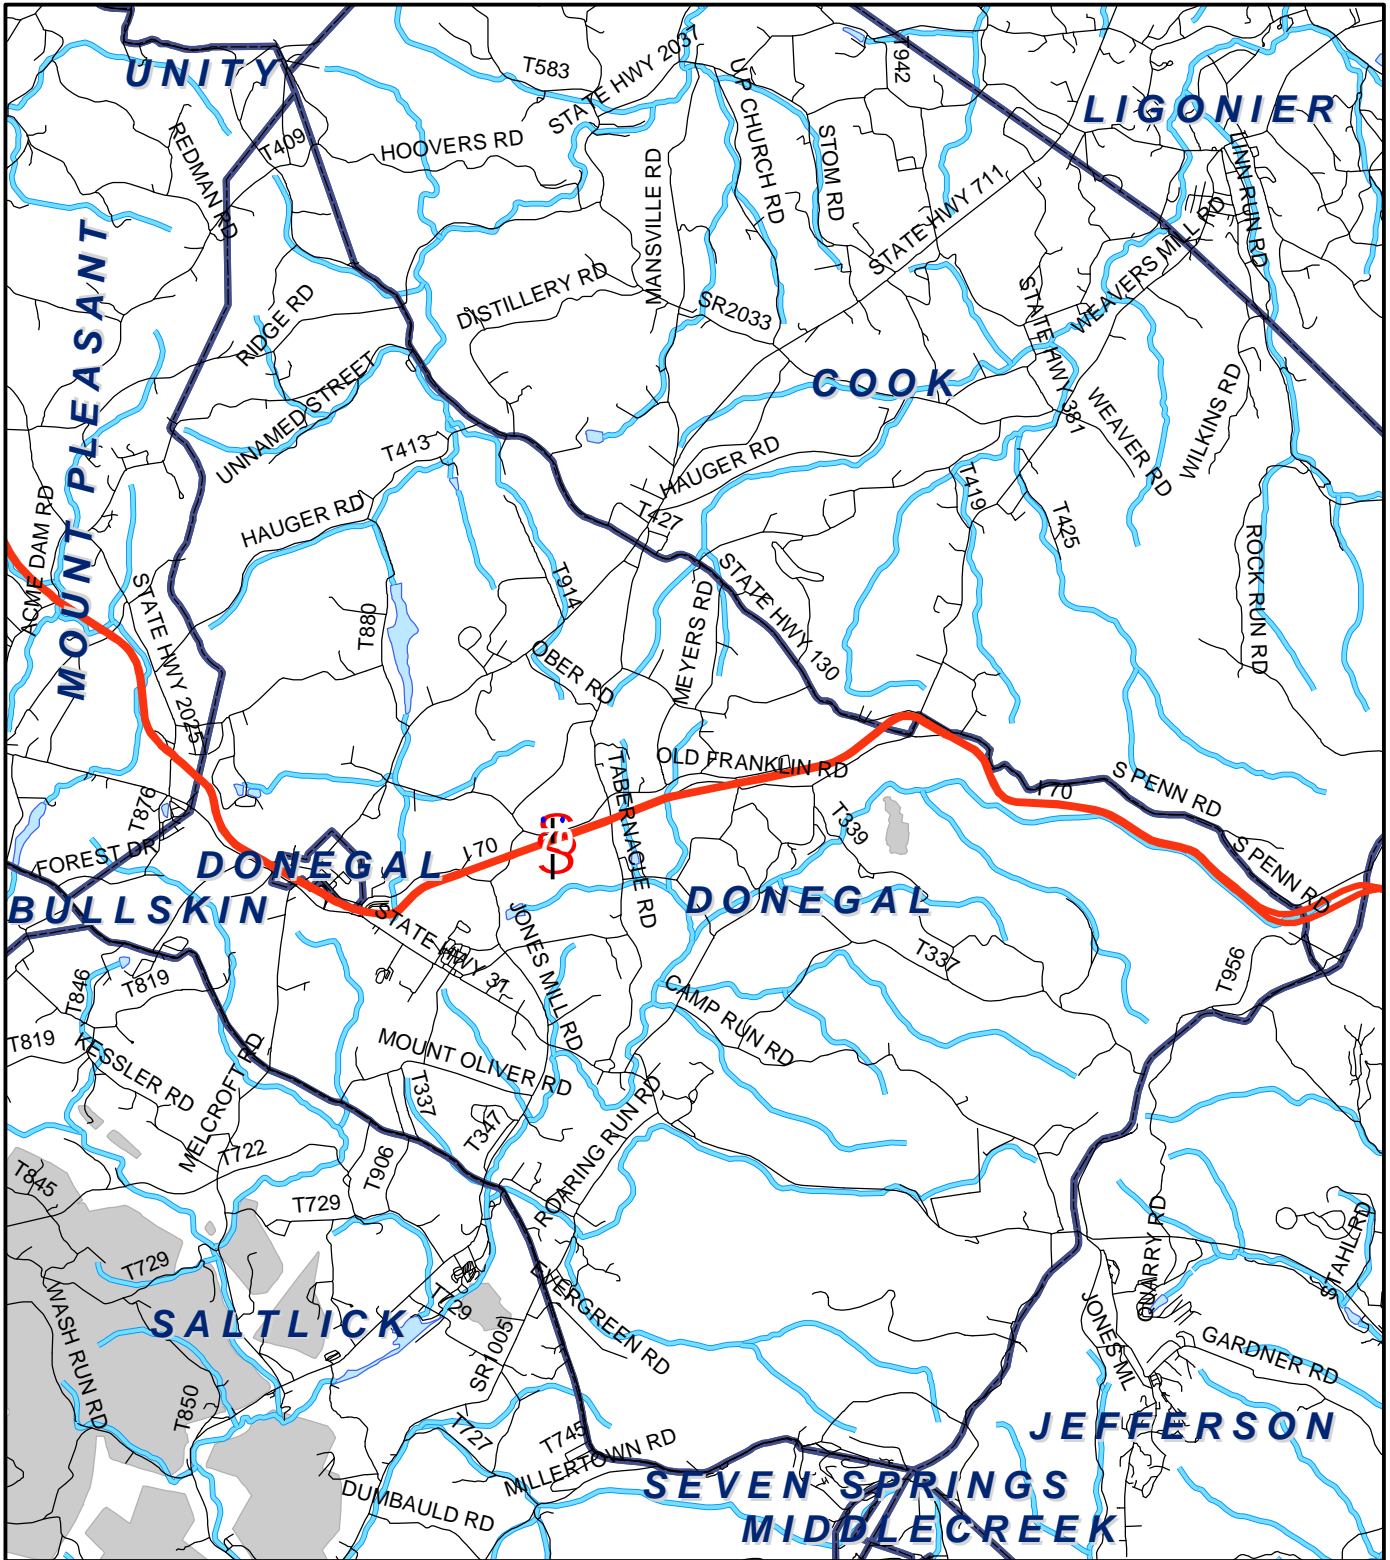 UNITY
T583
STATE HWY 2037
T942
LIGONIER
REDMAN RD
T409
HOOVERS RD
UP CHURCH RD
STOM RD
LINN RUN RD
MANSVILLE RD
STATE HWY 711
WEAVERS MILL RD
MOUNT PLEASANT
RIDGE RD
DISTILLERY RD
SR2033
STATE HWY 381
COOK
UNNAMED STREET
WEAVER RD
WILKINS RD
T413
HAUGER RD
HAUGER RD
T427
T419
T425
ACME DAM RD
ROCK RUN RD
STATE HWY 2025
T880
T914
MEYERS RD
STATE HWY 130
OBER RD
OLD FRANKLIN RD
TABERNACLE RD
I 70
S PENN RD
T876
T339
S PENN RD
70
I 70
FOREST DR
DONEGAL
BULLSKIN
DONEGAL
STATE HWY 31
JONES MILL RD
T337
T956
T846
T819
CAMP RUN RD
T819
KESSLER RD
MELCROFT RD
MOUNT OLIVER RD
T337
T347
ROARING RUN RD
T722
T906
T845
T729
T729
QUARRY RD
STAHL RD
WASH RUN RD
SALTLICK
T729
EVERGREEN RD
JONES ML
SR1005
GARDNER RD
T850
T727
T745
MILLERTOWN RD
JEFFERSON
DUMBAULD RD
SEVEN SPRINGS
MIDDLECREEK